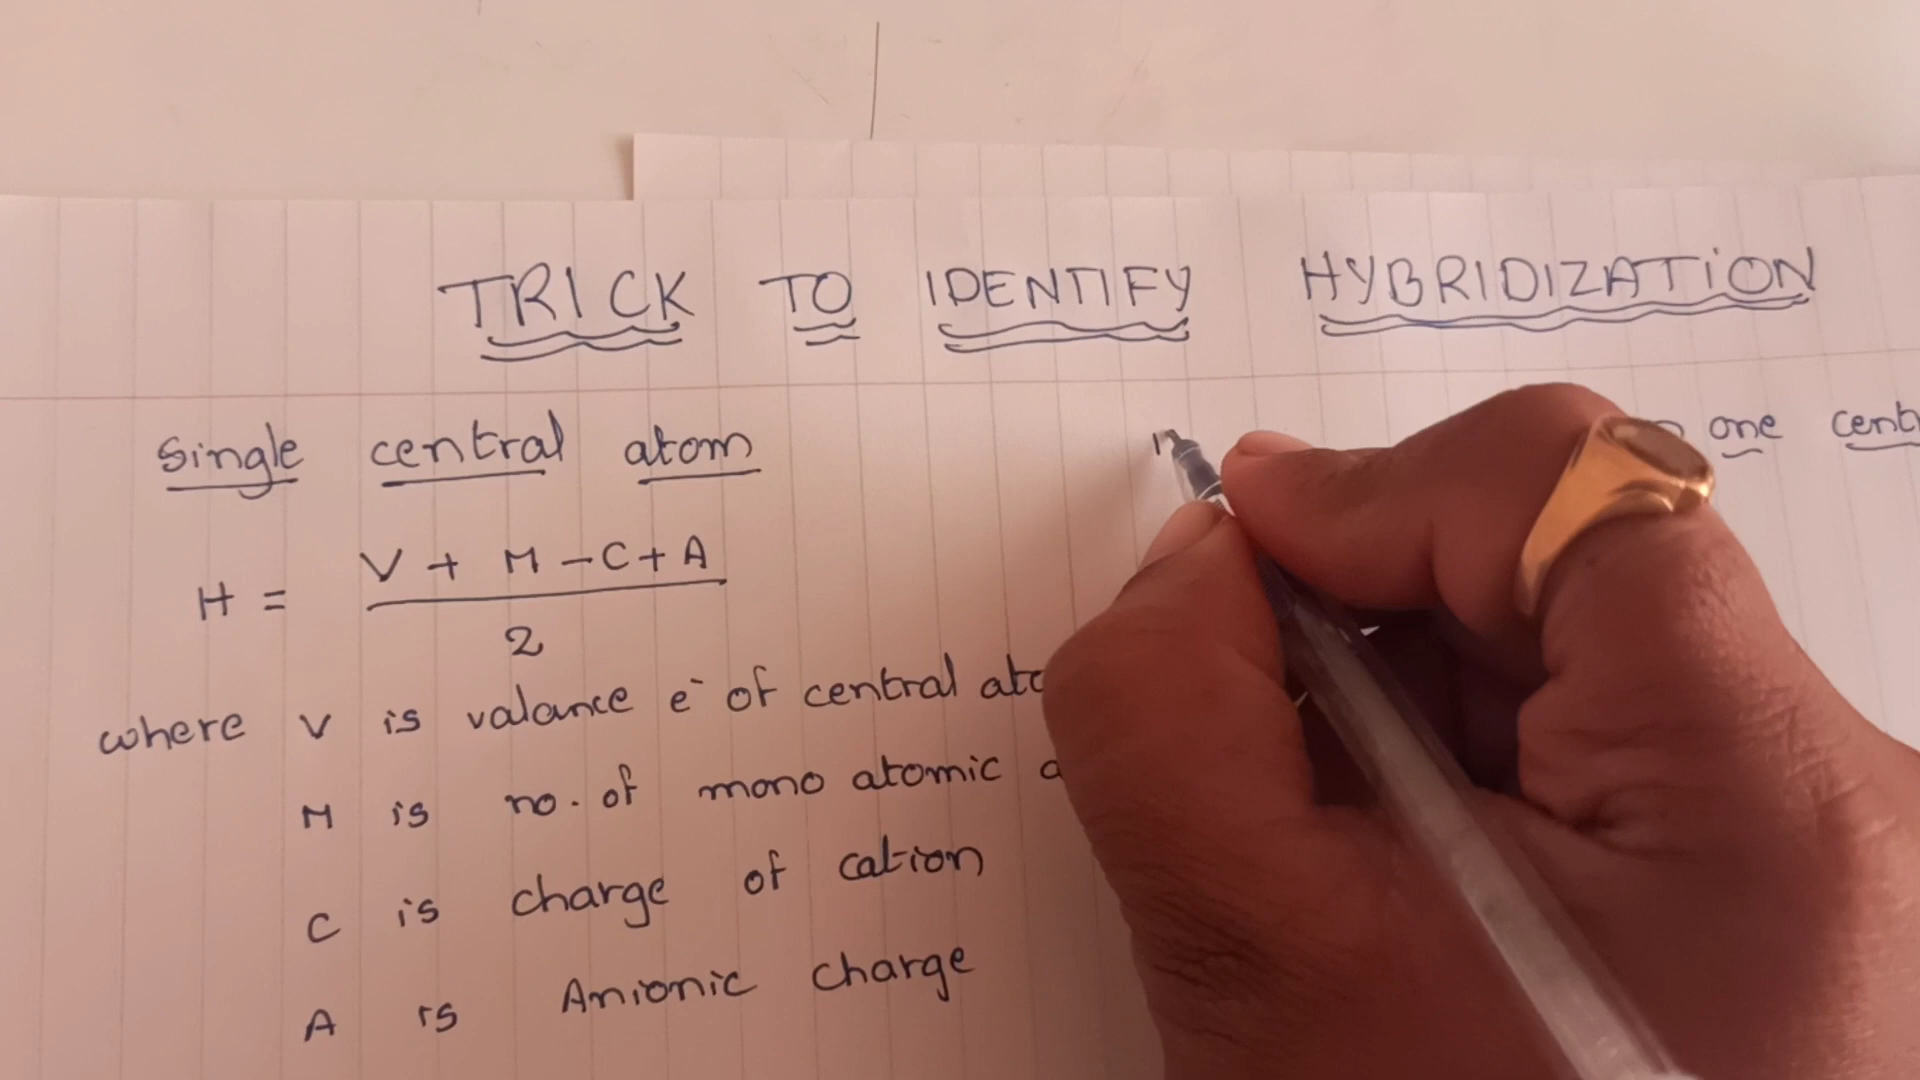 TRICK TO IDENTIFY HYBRIDIZATION
Single central atom
one
H = V + M - C + A
2
where V is valance e⁻ of central
M is no. of mono atomic
C is charge of cation
A is Anionic charge